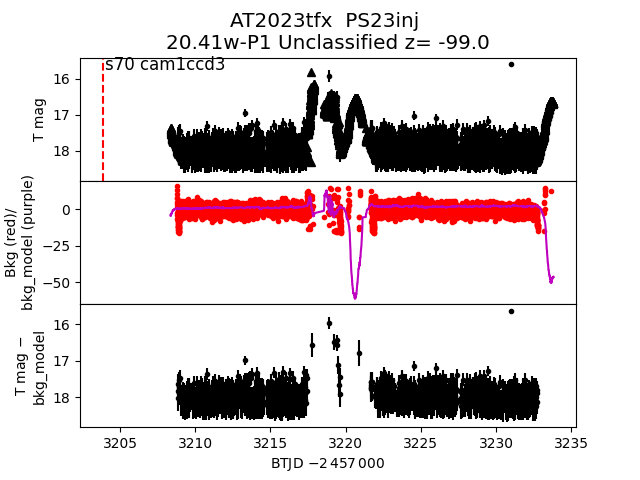 AT2023tfx  PS23inj
20.41w-P1 Unclassified z= -99.0
s70 cam1ccd3
T mag
16
17
18
Bkg (red)/
bkg_model (purple)
0
−25
−50
T mag −
bkg_model
16
17
18
3205 3210 3215 3220 3225 3230 3235
BTJD −2 457 000